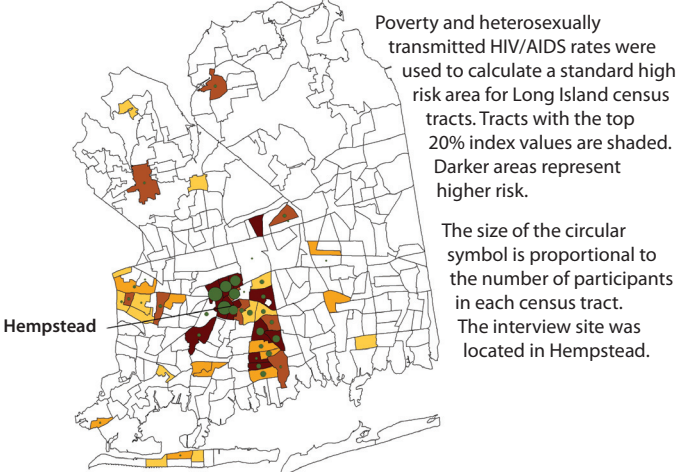 Poverty and heterosexually
transmitted HIV/AIDS rates were
used to calculate a standard high
risk area for Long Island census
tracts. Tracts with the top
20% index values are shaded.
Darker areas represent
higher risk.
The size of the circular
symbol is proportional to
the number of participants
in each census tract.
The interview site was
located in Hempstead.
Hempstead